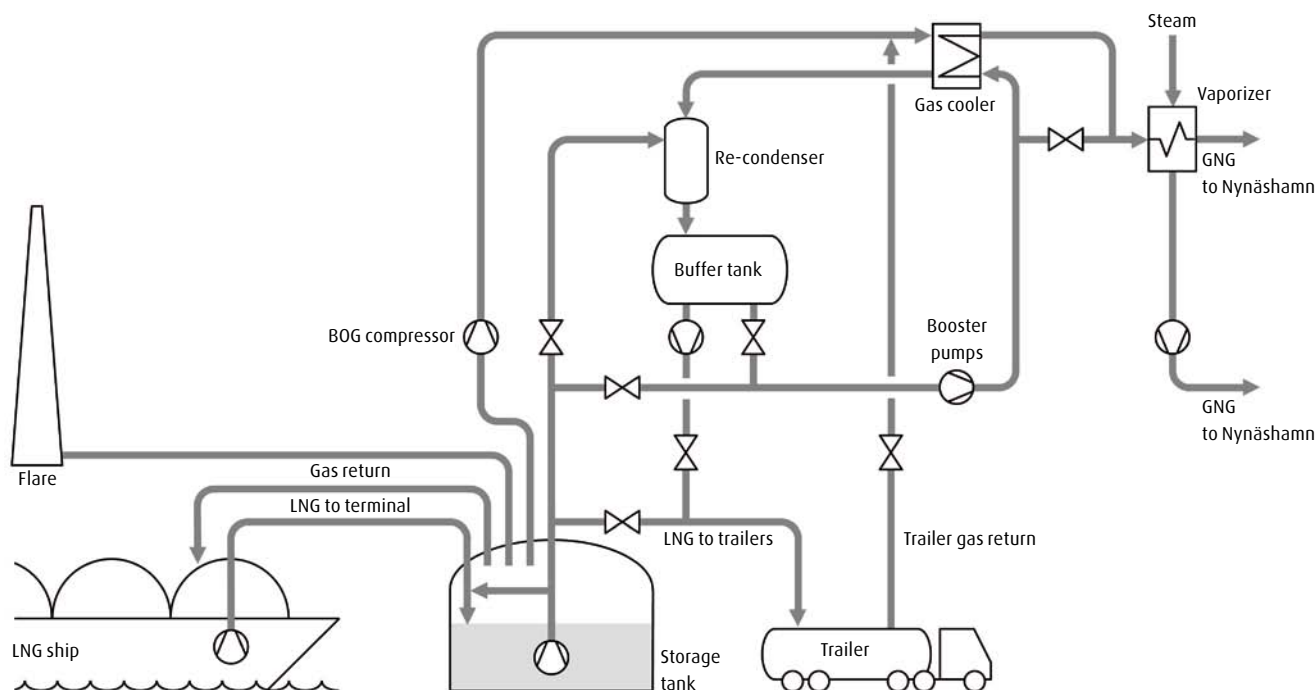 Steam
Vaporizer
Gas cooler
GNG
to Nynäshamn
Re-condenser
Buffer tank
BOG compressor
Booster
pumps
GNG
to Nynäshamn
Flare
Gas return
LNG to terminal
LNG to trailers
Trailer gas return
LNG ship
Storage
tank
Trailer